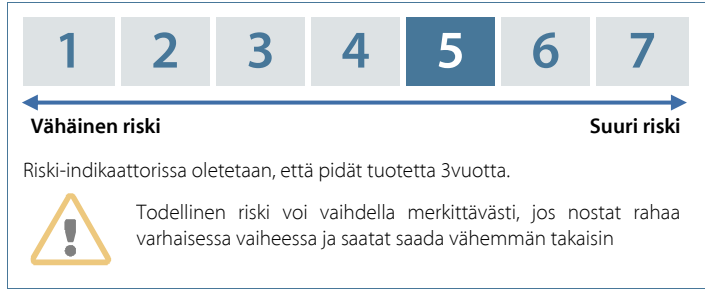 1 2 3 4 5 6 7
Vähäinen riski Suuri riski
Riski-indikaattorissa oletetaan, että pidät tuotetta 3vuotta.
Todellinen riski voi vaihdella merkittävästi, jos nostat rahaa
varhaisessa vaiheessa ja saatat saada vähemmän takaisin